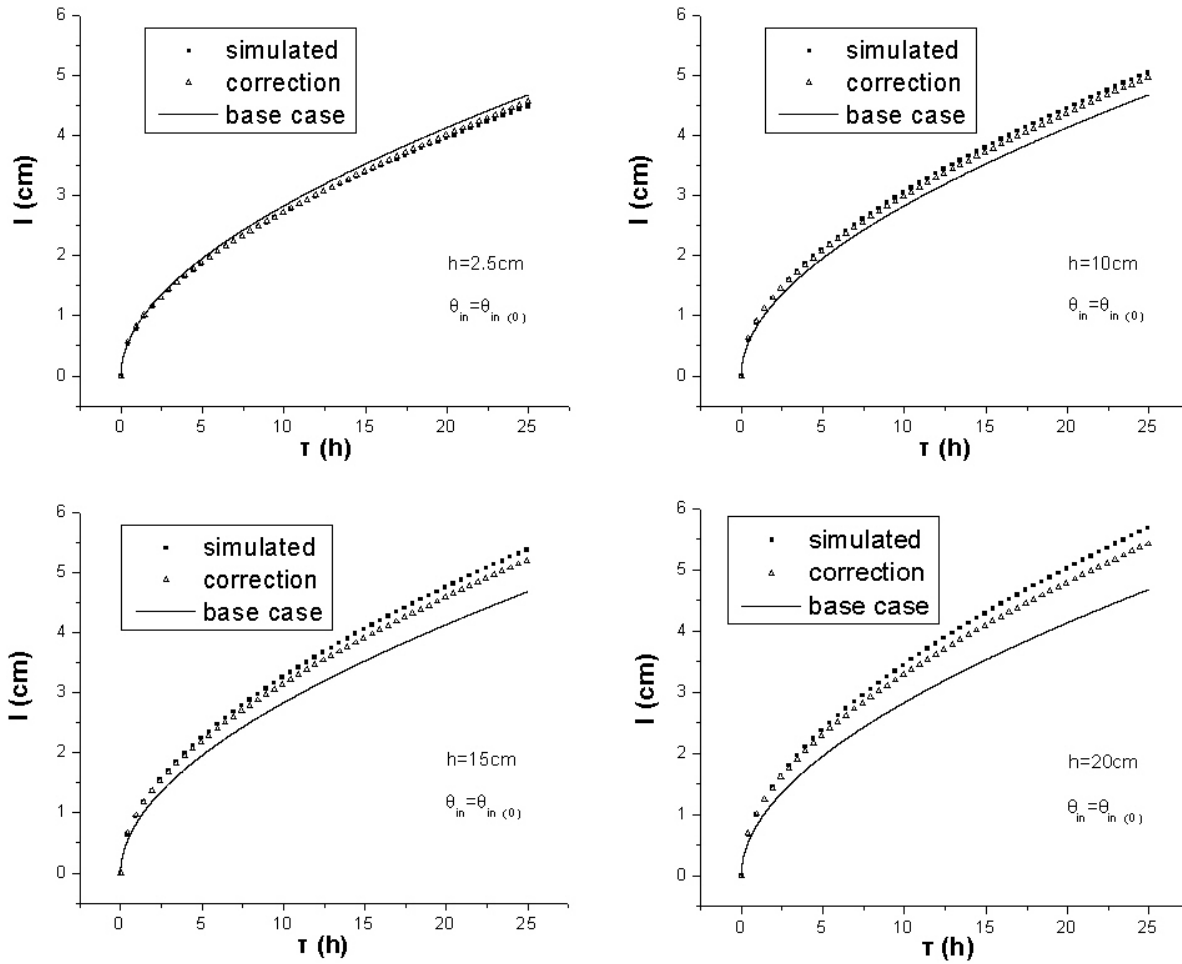 6
5
4
3
2
1
0
I (cm)
simulated
correction
base case
h=2.5cm
θin=θin (0)
0 5 10 15 20 25
τ (h)
6
5
4
3
2
1
0
I (cm)
simulated
correction
base case
h=10cm
θin=θin (0)
0 5 10 15 20 25
τ (h)
6
5
4
3
2
1
0
I (cm)
simulated
correction
base case
h=15cm
θin=θin (0)
0 5 10 15 20 25
τ (h)
6
5
4
3
2
1
0
I (cm)
simulated
correction
base case
h=20cm
θin=θin (0)
0 5 10 15 20 25
τ (h)